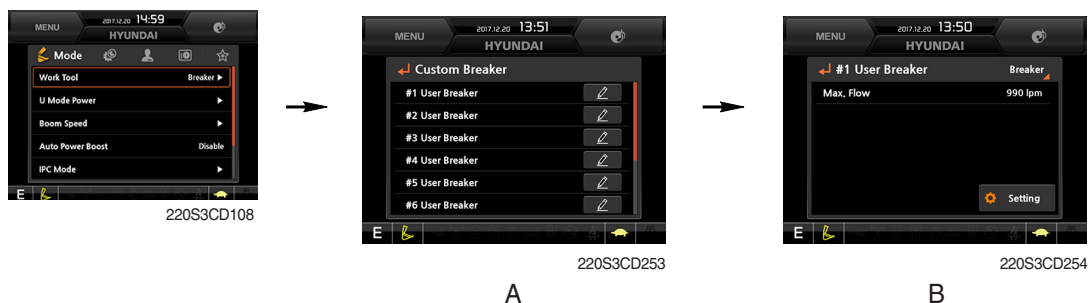 MENU
2017.12.20 14:59
HYUNDAI
Mode
Work Tool Breaker ▶
U Mode Power ▶
Boom Speed ▶
Auto Power Boost Disable
IPC Mode ▶
E
220S3CD108
MENU
2017.12.20 13:51
HYUNDAI
Custom Breaker
#1 User Breaker
#2 User Breaker
#3 User Breaker
#4 User Breaker
#5 User Breaker
#6 User Breaker
E
220S3CD253
A
MENU
2017.12.20 13:50
HYUNDAI
#1 User Breaker Breaker
Max, Flow 990 lpm
Setting
E
220S3CD254
B